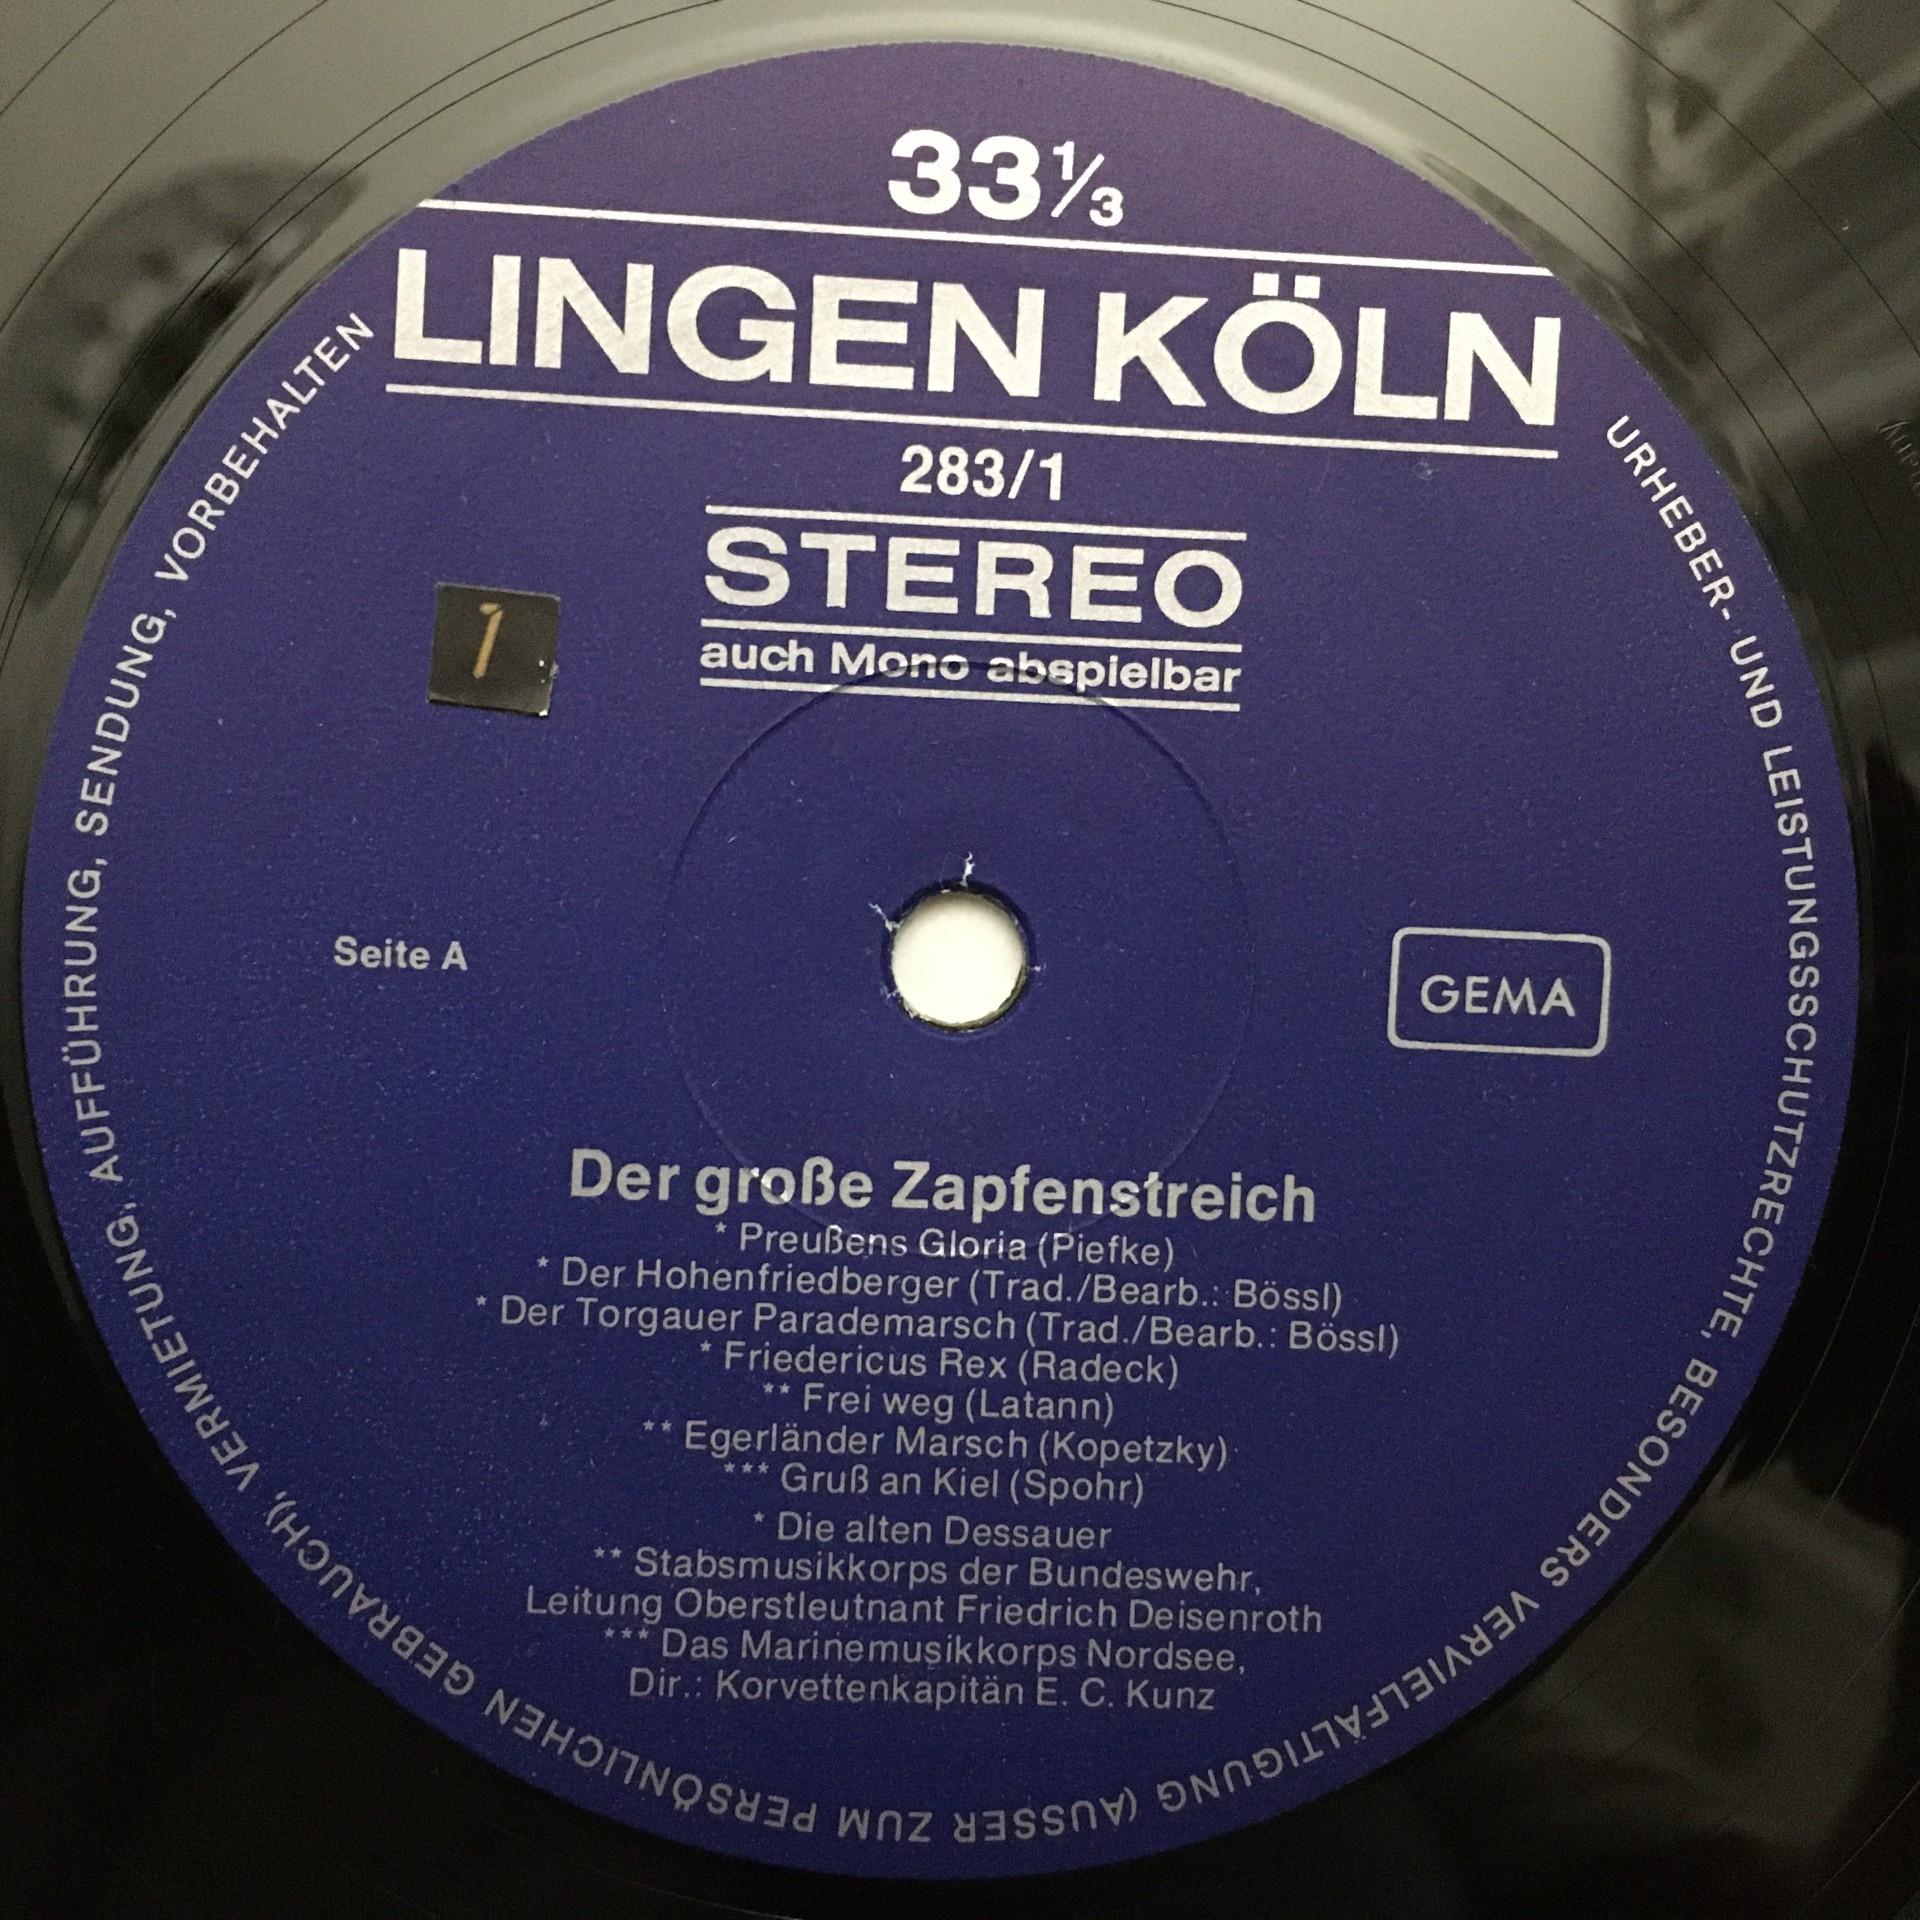 33⅓
LINGEN KÖLN
283/1
STEREO
auch Mono abspielbar
1
Seite A
GEMA
Der große Zapfenstreich
* Preußens Gloria (Piefke)
* Der Hohenfriedberger (Trad./Bearb.: Bössl)
* Der Torgauer Parademarsch (Trad./Bearb.: Bössl)
* Friedericus Rex (Radeck)
** Frei weg (Latann)
** Egerländer Marsch (Kopetzky)
*** Gruß an Kiel (Spohr)
* Die alten Dessauer
** Stabsmusikkorps der Bundeswehr,
Leitung Oberstleutnant Friedrich Deisenroth
*** Das Marinemusikkorps Nordsee,
Dir.: Korvettenkapitän E. C. Kunz
URHEBER- UND LEISTUNGSSCHUTZRECHTE, BESONDERS VERVIELFÄLTIGUNG (AUSSER ZUM PERSÖNLICHEN GEBRAUCH), VERMIETUNG, AUFFÜHRUNG, SENDUNG, VORBEHALTEN